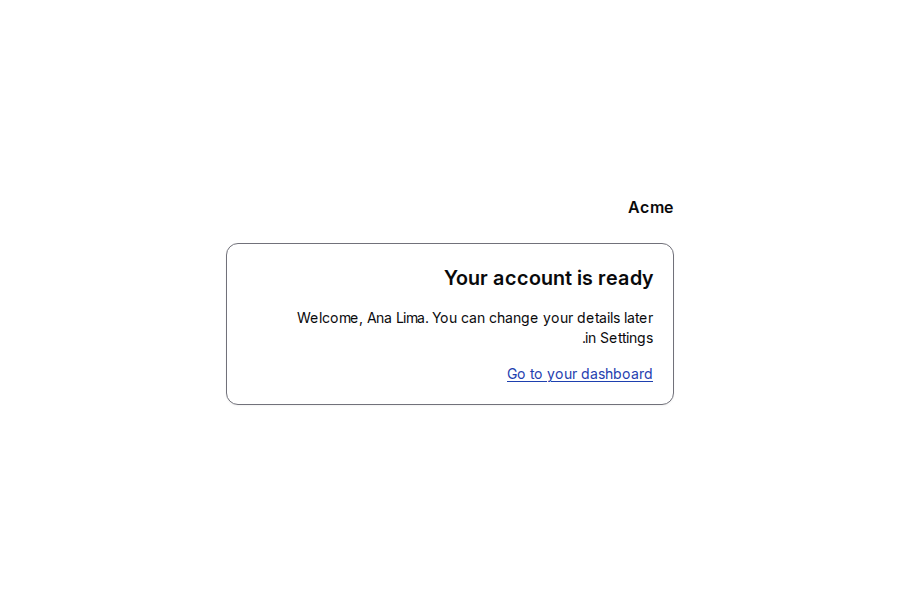 Acme
Your account is ready
Welcome, Ana Lima. You can change your details later
.in Settings
Go to your dashboard